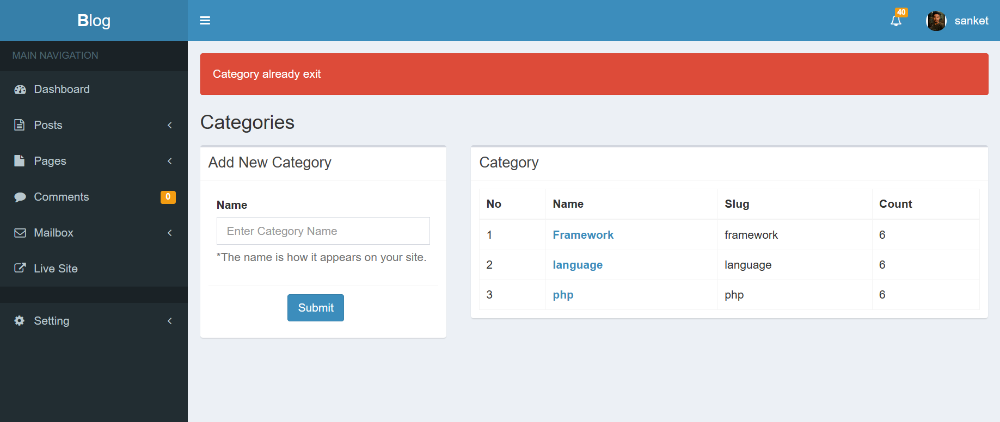 Blog
40
sanket
MAIN NAVIGATION
Dashboard
Posts
Pages
Comments 0
Mailbox
Live Site
Setting
Category already exit
Categories
Add New Category
Name
Enter Category Name
*The name is how it appears on your site.
Submit
Category
No Name Slug Count
1 Framework framework 6
2 language language 6
3 php php 6